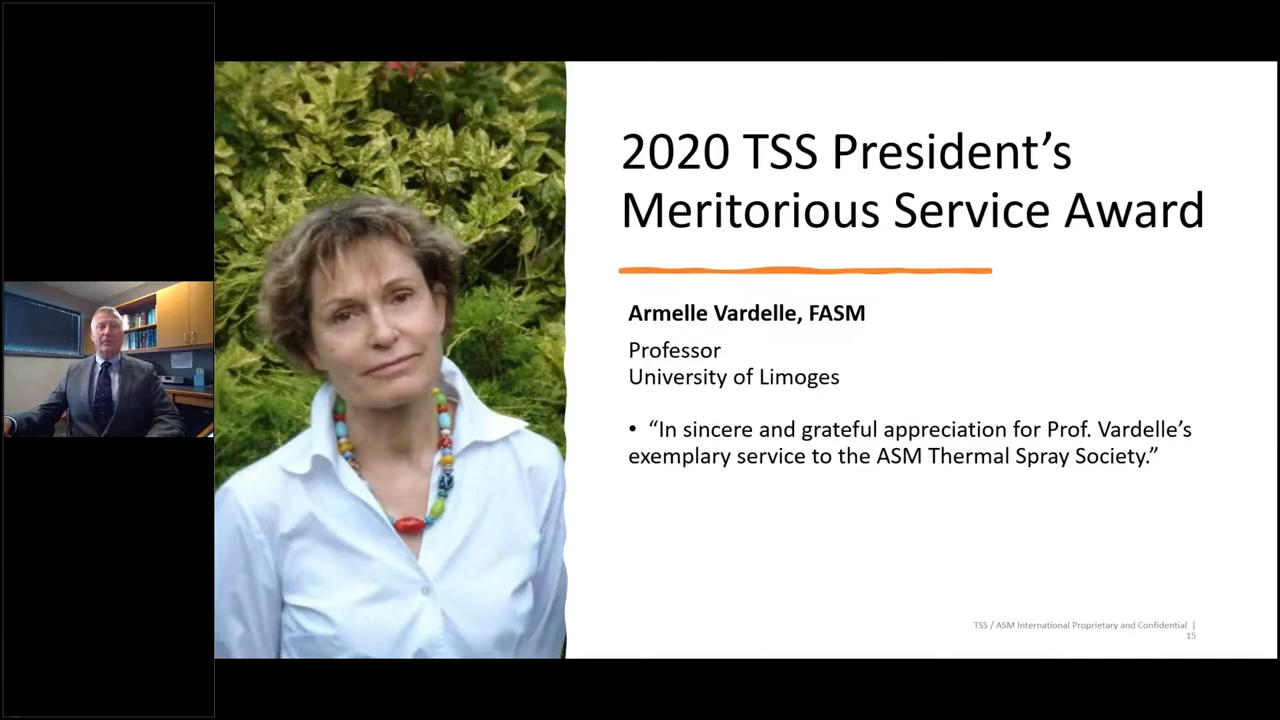 2020 TSS President’s
Meritorious Service Award
Armelle Vardelle, FASM
Professor
University of Limoges
• “In sincere and grateful appreciation for Prof. Vardelle’s
exemplary service to the ASM Thermal Spray Society.”
TSS / ASM International Proprietary and Confidential |
15